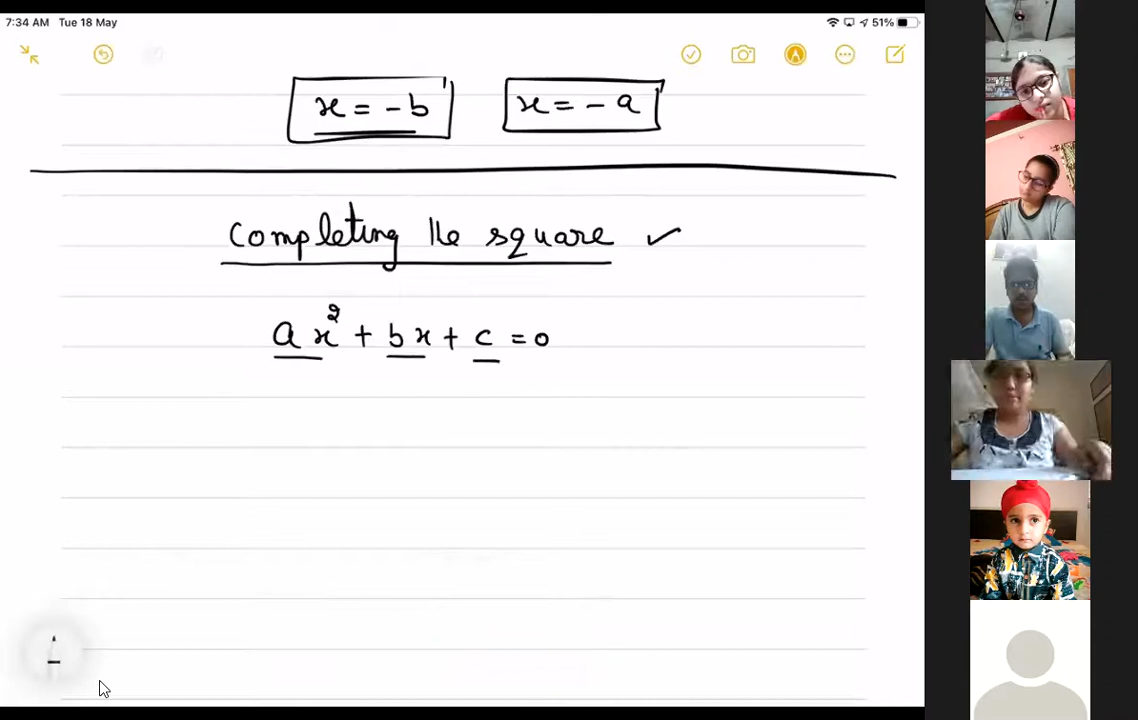 7:34 AM Tue 18 May 51%
x = -b x = -a
Completing the square ✓
ax² + bx + c = 0